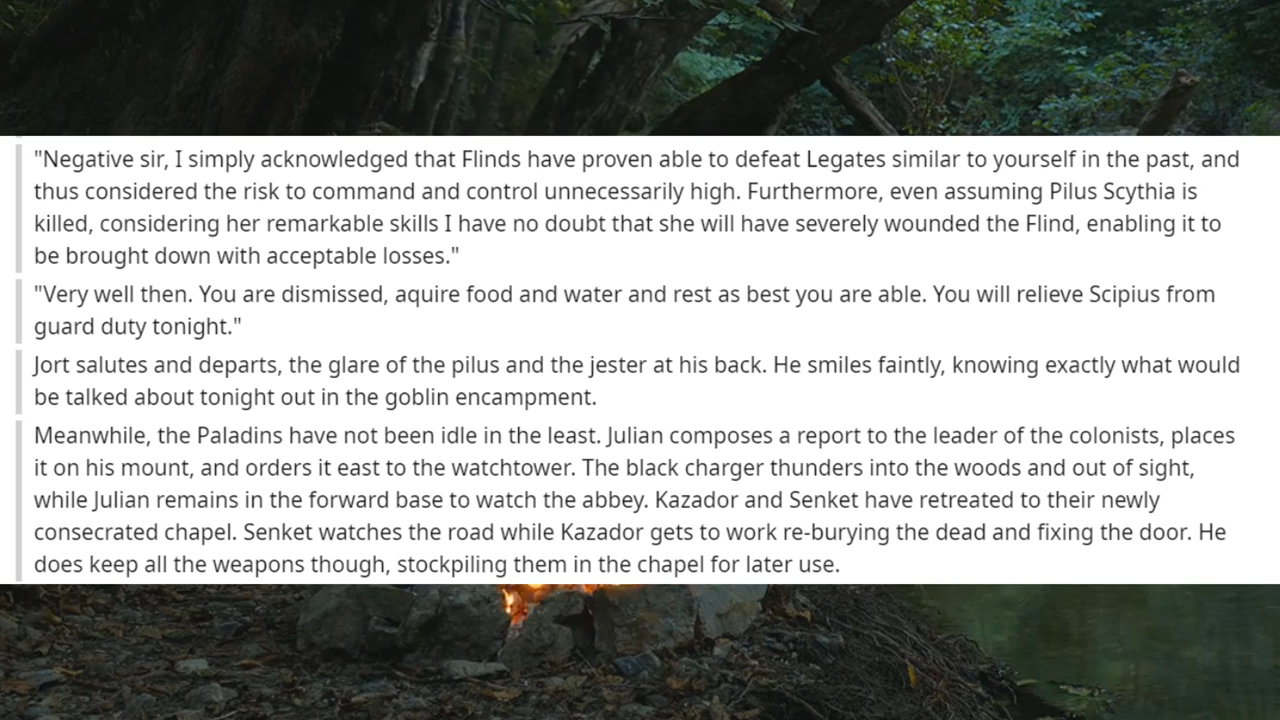 "Negative sir, I simply acknowledged that Flinds have proven able to defeat Legates similar to yourself in the past, and
thus considered the risk to command and control unnecessarily high. Furthermore, even assuming Pilus Scythia is
killed, considering her remarkable skills I have no doubt that she will have severely wounded the Flind, enabling it to
be brought down with acceptable losses."
"Very well then. You are dismissed, aquire food and water and rest as best you are able. You will relieve Scipius from
guard duty tonight."
Jort salutes and departs, the glare of the pilus and the jester at his back. He smiles faintly, knowing exactly what would
be talked about tonight out in the goblin encampment.
Meanwhile, the Paladins have not been idle in the least. Julian composes a report to the leader of the colonists, places
it on his mount, and orders it east to the watchtower. The black charger thunders into the woods and out of sight,
while Julian remains in the forward base to watch the abbey. Kazador and Senket have retreated to their newly
consecrated chapel. Senket watches the road while Kazador gets to work re-burying the dead and fixing the door. He
does keep all the weapons though, stockpiling them in the chapel for later use.